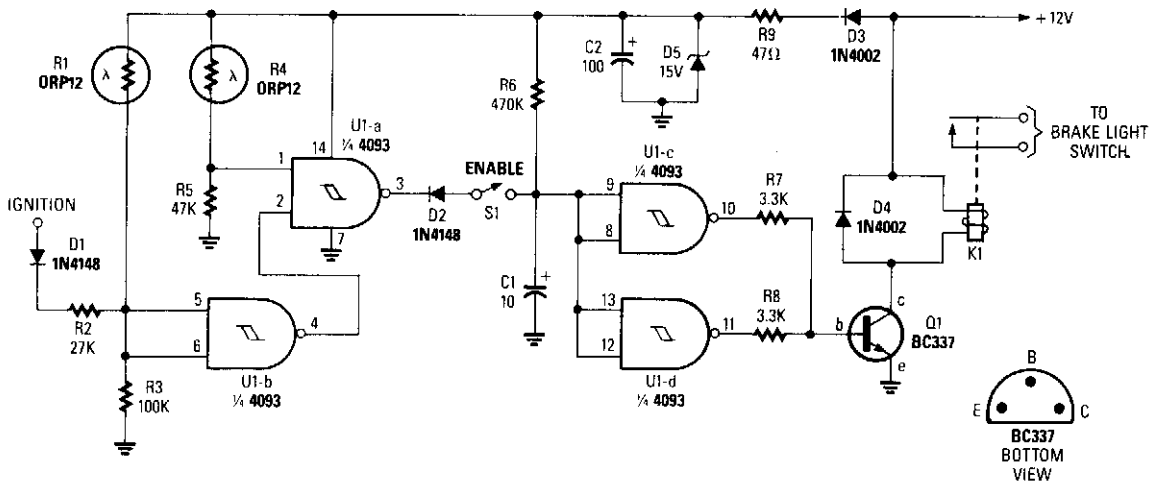 R1
ORP12
λ
R4
ORP12
λ
R5
47K
IGNITION
D1
1N4148
R2
27K
R3
100K
U1-a
¼ 4093
14
1
2
3
7
5
6
4
U1-b
¼ 4093
D2
1N4148
ENABLE
S1
R6
470K
C1
10
+
C2
100
+
D5
15V
R9
47Ω
D3
1N4002
+12V
U1-c
¼ 4093
9
8
10
R7
3.3K
13
12
11
R8
3.3K
U1-d
¼ 4093
D4
1N4002
K1
TO
BRAKE LIGHT
SWITCH.
b
c
e
Q1
BC337
B
E
C
BC337
BOTTOM
VIEW